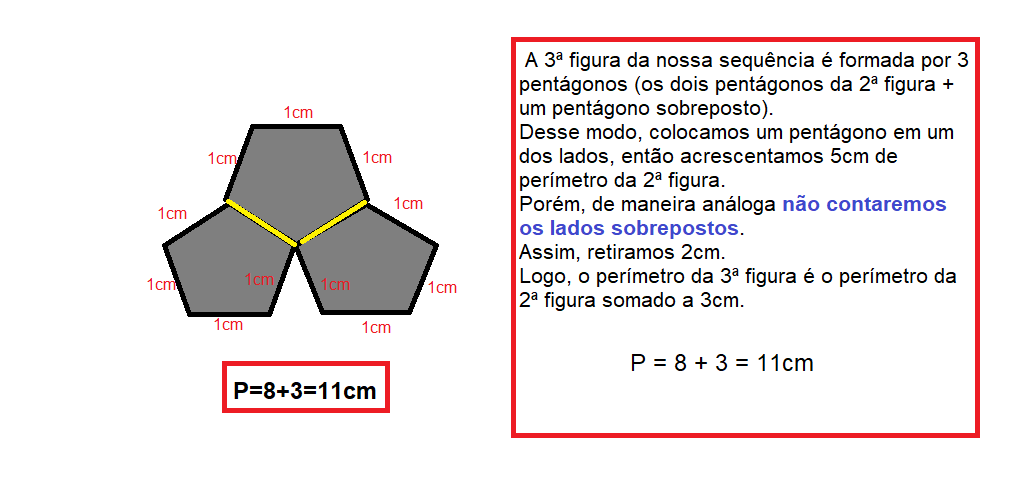 1cm
1cm
1cm
1cm
1cm
1cm
1cm
1cm
1cm
1cm
1cm
P=8+3=11cm
A 3ª figura da nossa sequência é formada por 3
pentágonos (os dois pentágonos da 2ª figura +
um pentágono sobreposto).
Desse modo, colocamos um pentágono em um
dos lados, então acrescentamos 5cm de
perímetro da 2ª figura.
Porém, de maneira análoga não contaremos
os lados sobrepostos.
Assim, retiramos 2cm.
Logo, o perímetro da 3ª figura é o perímetro da
2ª figura somado a 3cm.
P = 8 + 3 = 11cm